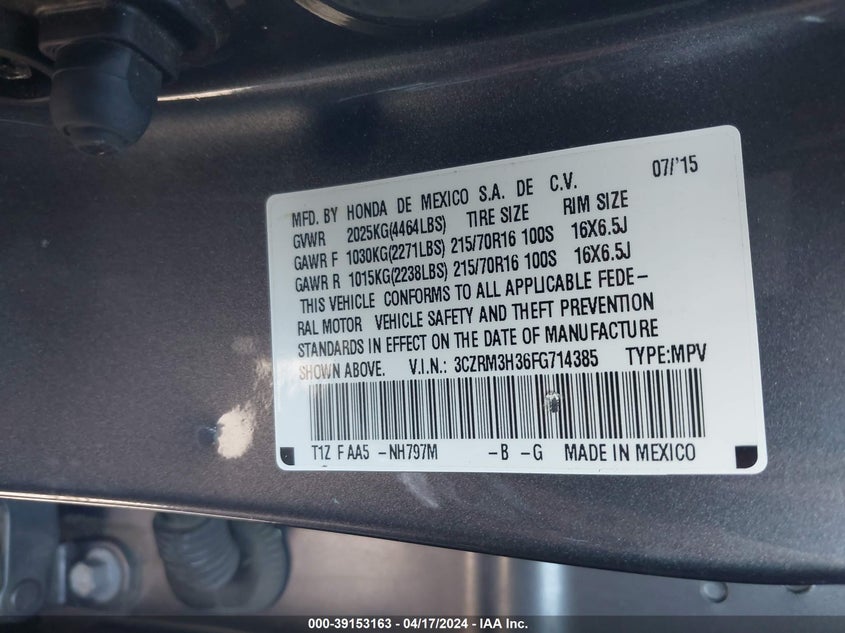 07/'15
MFD. BY HONDA DE MEXICO S.A. DE C.V.
GVWR 2025KG(4464LBS) TIRE SIZE RIM SIZE
GAWR F 1030KG(2271LBS) 215/70R16 100S 16X6.5J
GAWR R 1015KG(2238LBS) 215/70R16 100S 16X6.5J
THIS VEHICLE CONFORMS TO ALL APPLICABLE FEDE-
RAL MOTOR VEHICLE SAFETY AND THEFT PREVENTION
STANDARDS IN EFFECT ON THE DATE OF MANUFACTURE
SHOWN ABOVE. V.I.N.: 3CZRM3H36FG714385 TYPE:MPV
T1Z F AA5 -NH797M -B -G MADE IN MEXICO
000-39153163 - 04/17/2024 - IAA Inc.